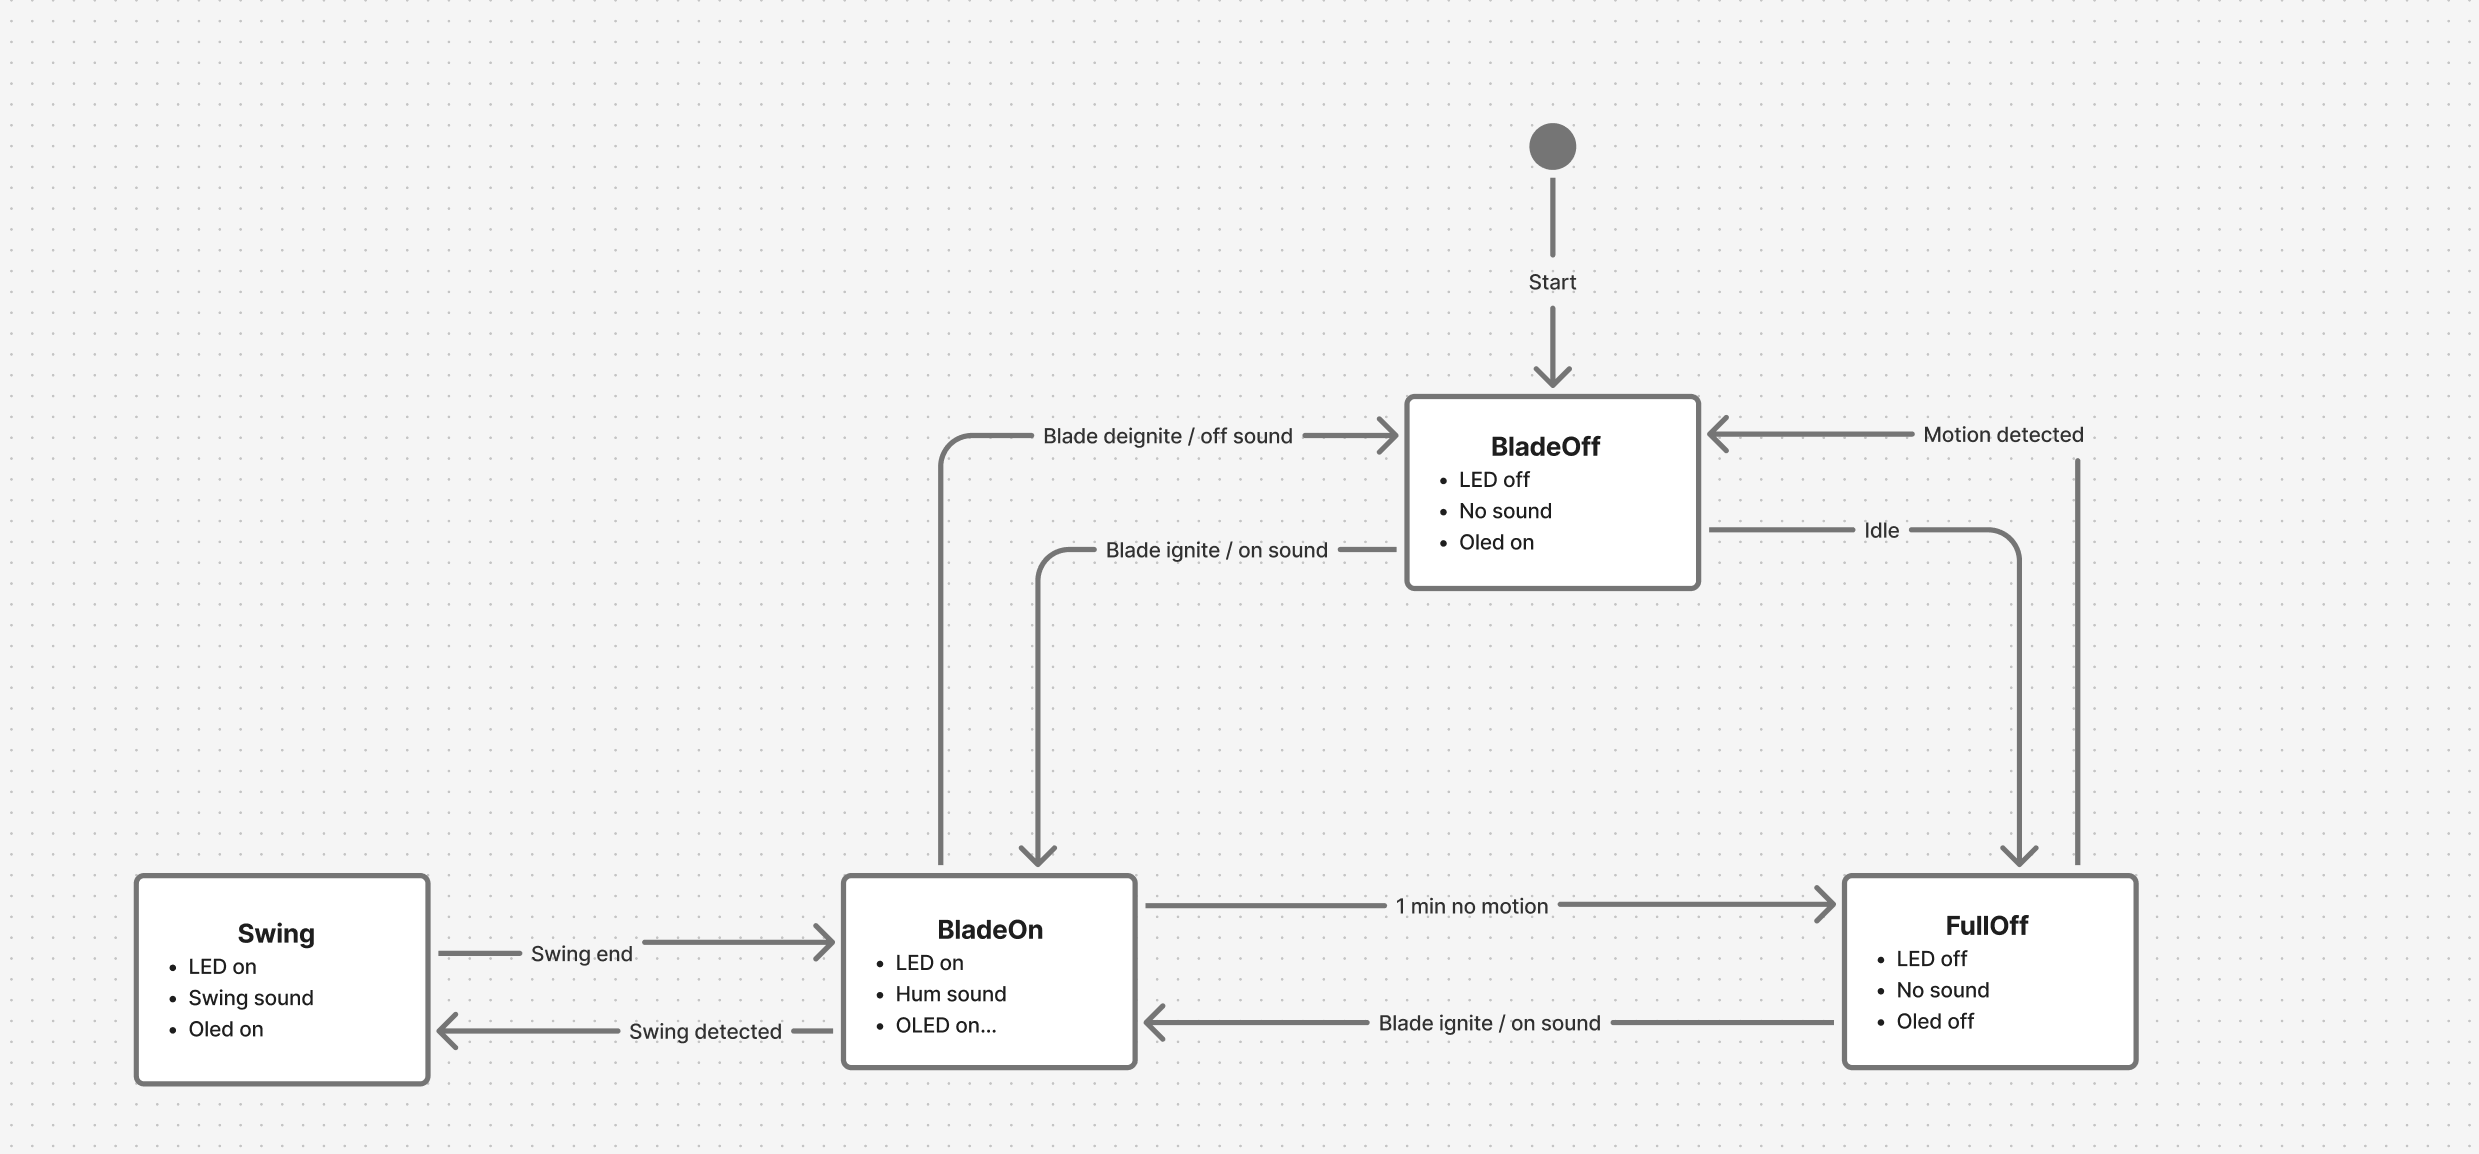 Start
Blade deignite / off sound
BladeOff
• LED off
• No sound
• Oled on
Motion detected
Idle
Blade ignite / on sound
Swing
• LED on
• Swing sound
• Oled on
Swing end
Swing detected
BladeOn
• LED on
• Hum sound
• OLED on...
1 min no motion
Blade ignite / on sound
FullOff
• LED off
• No sound
• Oled off